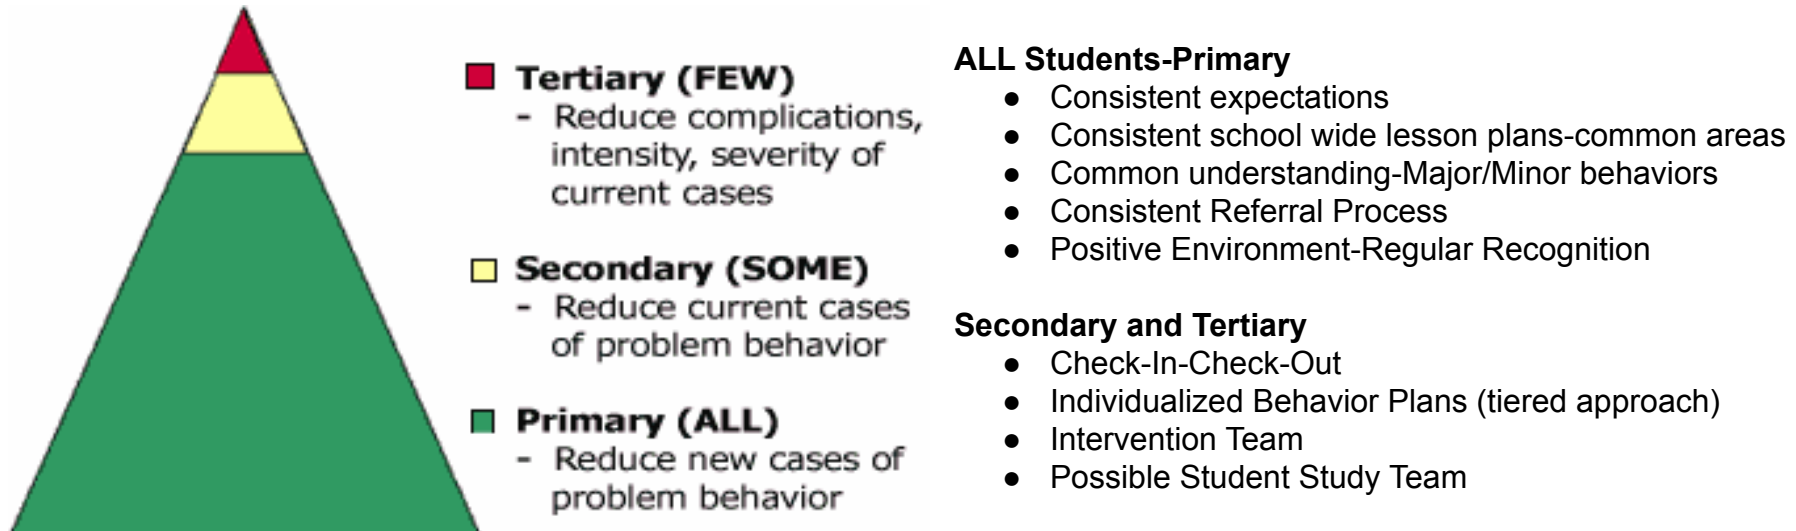 Tertiary (FEW)
- Reduce complications,
intensity, severity of
current cases
Secondary (SOME)
- Reduce current cases
of problem behavior
Primary (ALL)
- Reduce new cases of
problem behavior
ALL Students-Primary
● Consistent expectations
● Consistent school wide lesson plans-common areas
● Common understanding-Major/Minor behaviors
● Consistent Referral Process
● Positive Environment-Regular Recognition
Secondary and Tertiary
● Check-In-Check-Out
● Individualized Behavior Plans (tiered approach)
● Intervention Team
● Possible Student Study Team